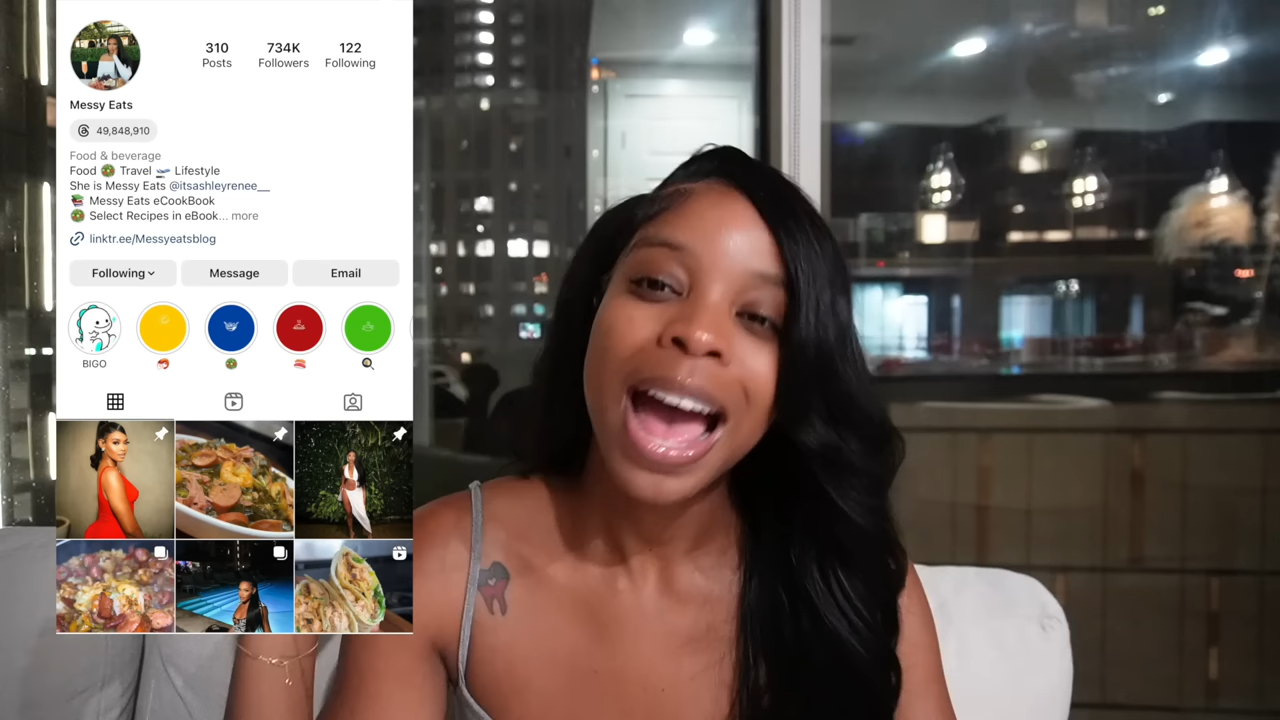 310 734K 122
Posts Followers Following
Messy Eats
49,848,910
Food & beverage
Food 🥗 Travel 🛫 Lifestyle
She is Messy Eats @itsashleyrenee__
📚 Messy Eats eCookBook
🥗 Select Recipes in eBook... more
linktr.ee/Messyeatsblog
Following Message Email
BIGO